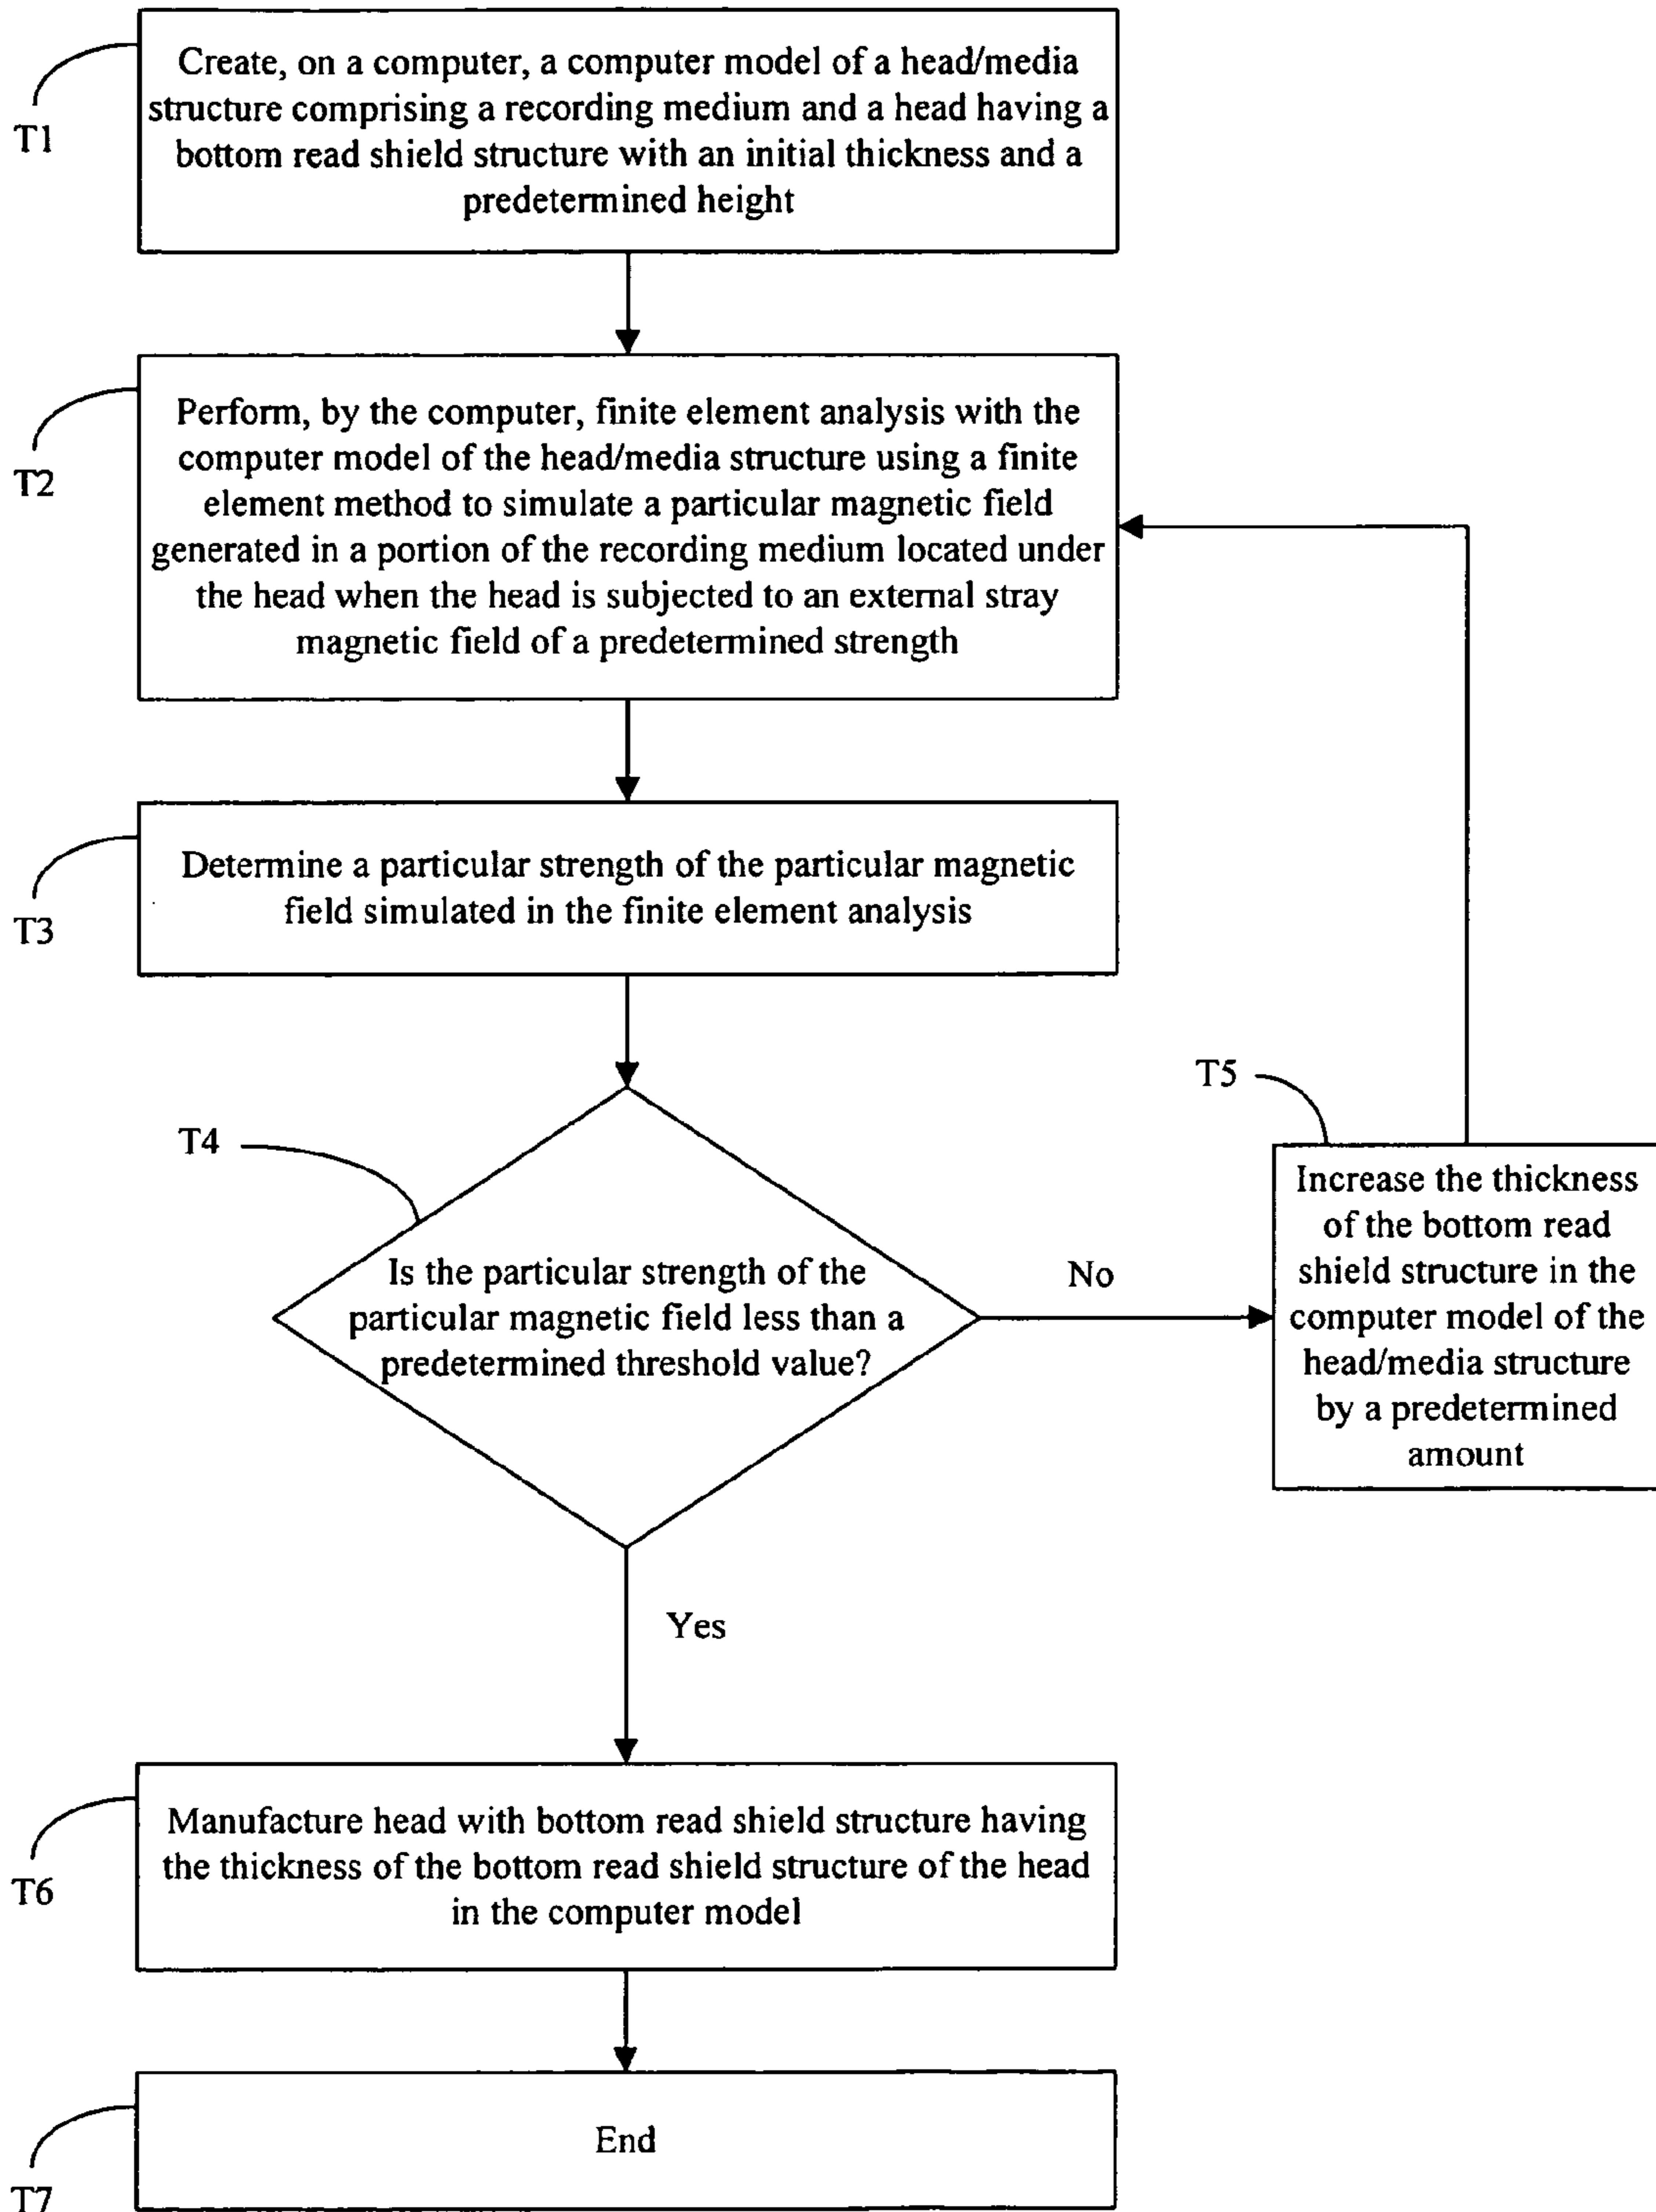 Create, on a computer, a computer model of a head/media
structure comprising a recording medium and a head having a
bottom read shield structure with an initial thickness and a
predetermined height
T1
Perform, by the computer, finite element analysis with the
computer model of the head/media structure using a finite
element method to simulate a particular magnetic field
generated in a portion of the recording medium located under
the head when the head is subjected to an external stray
magnetic field of a predetermined strength
T2
Determine a particular strength of the particular magnetic
field simulated in the finite element analysis
T3
T4
Is the particular strength of the
particular magnetic field less than a
predetermined threshold value?
No
T5
Increase the thickness
of the bottom read
shield structure in the
computer model of the
head/media structure
by a predetermined
amount
Yes
Manufacture head with bottom read shield structure having
the thickness of the bottom read shield structure of the head
in the computer model
T6
End
T7